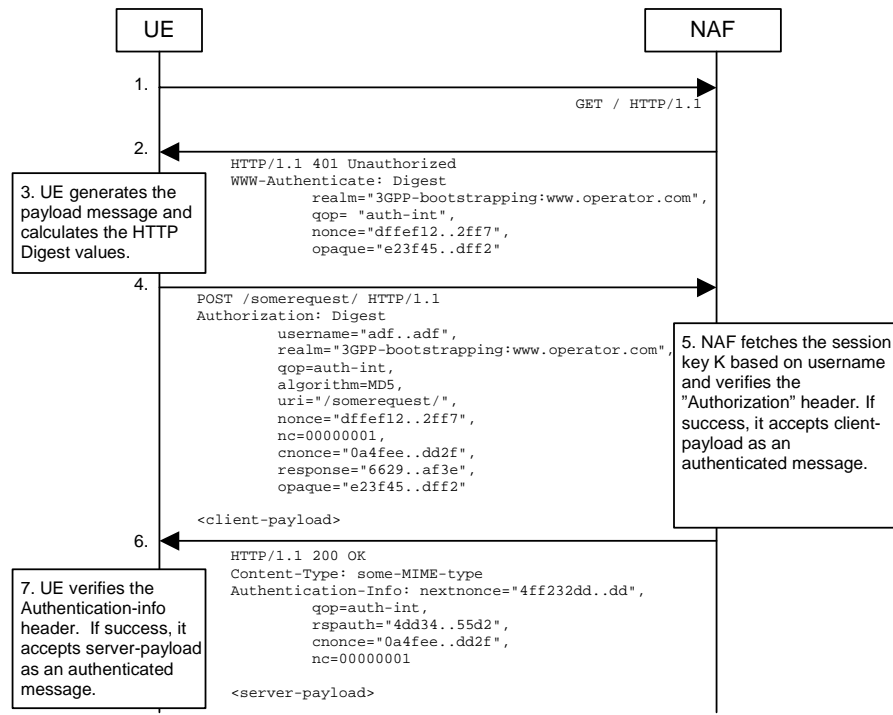 UE
NAF
1.
GET / HTTP/1.1
2.
HTTP/1.1 401 Unauthorized
WWW-Authenticate: Digest
realm="3GPP-bootstrapping:www.operator.com",
qop= "auth-int",
nonce="dffef12..2ff7",
opaque="e23f45..dff2"
3. UE generates the
payload message and
calculates the HTTP
Digest values.
4.
POST /somerequest/ HTTP/1.1
Authorization: Digest
username="adf..adf",
realm="3GPP-bootstrapping:www.operator.com",
qop=auth-int,
algorithm=MD5,
uri="/somerequest/",
nonce="dffef12..2ff7",
nc=00000001,
cnonce="0a4fee..dd2f",
response="6629..af3e",
opaque="e23f45..dff2"
<client-payload>
5. NAF fetches the session
key K based on username
and verifies the
”Authorization” header. If
success, it accepts client-
payload as an
authenticated message.
6.
HTTP/1.1 200 OK
Content-Type: some-MIME-type
Authentication-Info: nextnonce="4ff232dd..dd",
qop=auth-int,
rspauth="4dd34..55d2",
cnonce="0a4fee..dd2f",
nc=00000001
<server-payload>
7. UE verifies the
Authentication-info
header.  If success, it
accepts server-payload
as an authenticated
message.